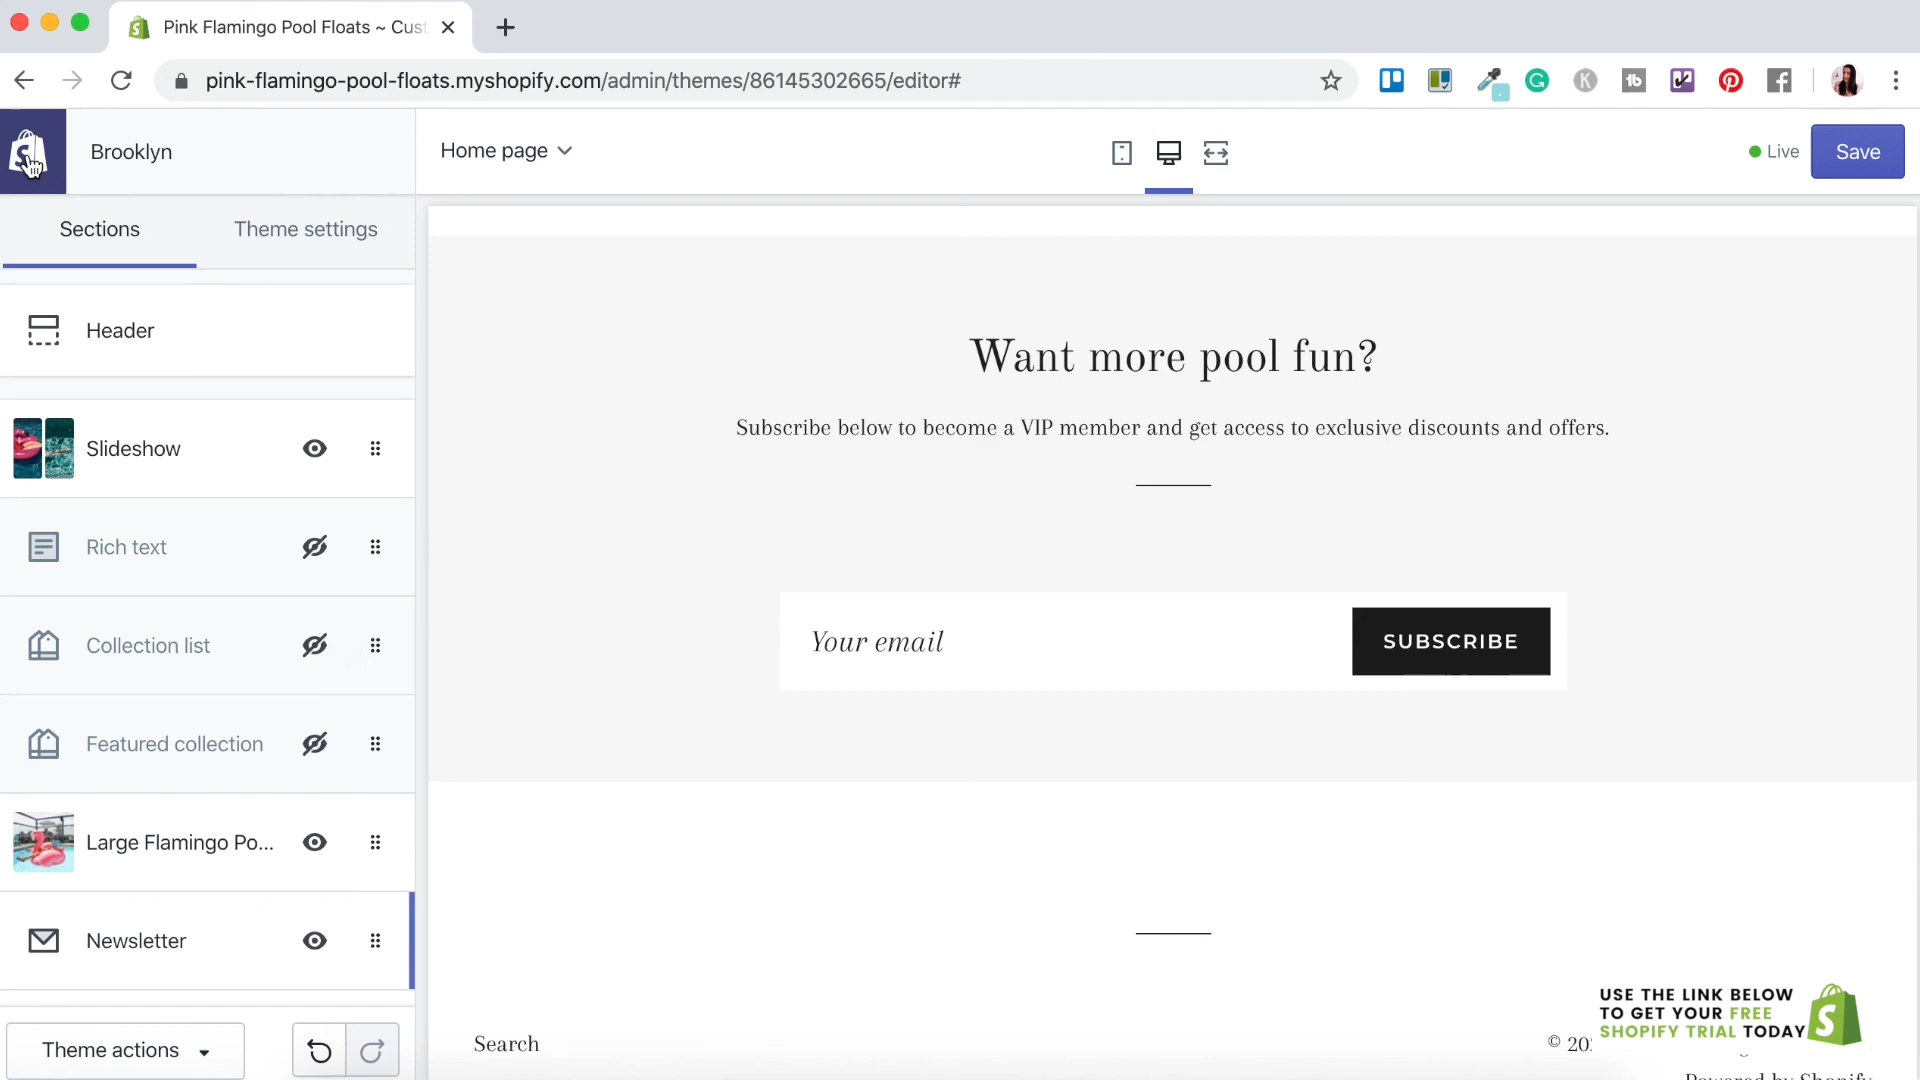 Pink Flamingo Pool Floats ~ Cust
pink-flamingo-pool-floats.myshopify.com/admin/themes/86145302665/editor#
Brooklyn
Home page
Live
Save
Sections
Theme settings
Header
Slideshow
Rich text
Collection list
Featured collection
Large Flamingo Po...
Newsletter
Theme actions
Want more pool fun?
Subscribe below to become a VIP member and get access to exclusive discounts and offers.
Your email
SUBSCRIBE
Search
©
USE THE LINK BELOW
TO GET YOUR FREE
SHOPIFY TRIAL TODAY
Powered by Shopify